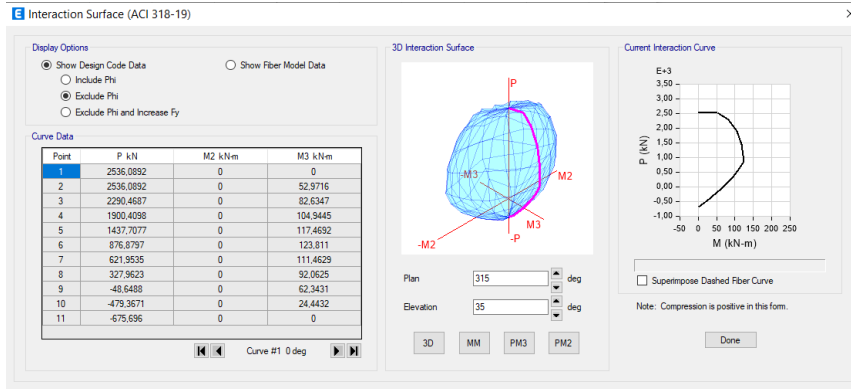 E Interaction Surface (ACI 318-19)
Display Options
Show Design Code Data Show Fiber Model Data
Include Phi
Exclude Phi
Exclude Phi and Increase Fy
Curve Data
Point P kN M2 kN-m M3 kN-m
1 2536,0892 0 0
2 2536,0892 0 52,9716
3 2290,4687 0 82,6347
4 1900,4098 0 104,9445
5 1437,7077 0 117,4692
6 876,8797 0 123,811
7 621,9535 0 111,4629
8 327,9623 0 92,0625
9 -48,6488 0 62,3431
10 -479,3671 0 24,4432
11 -675,696 0 0
Curve #1 0 deg
3D Interaction Surface
P
-M3
M2
M3
-M2
-P
Plan 315 deg
Elevation 35 deg
3D MM PM3 PM2
Current Interaction Curve
E+3
3,50
3,00
2,50
2,00
1,50
1,00
0,50
0,00
-0,50
-1,00
P (kN)
-50 0 50 100 150 200 250
M (kN-m)
Superimpose Dashed Fiber Curve
Note: Compression is positive in this form.
Done